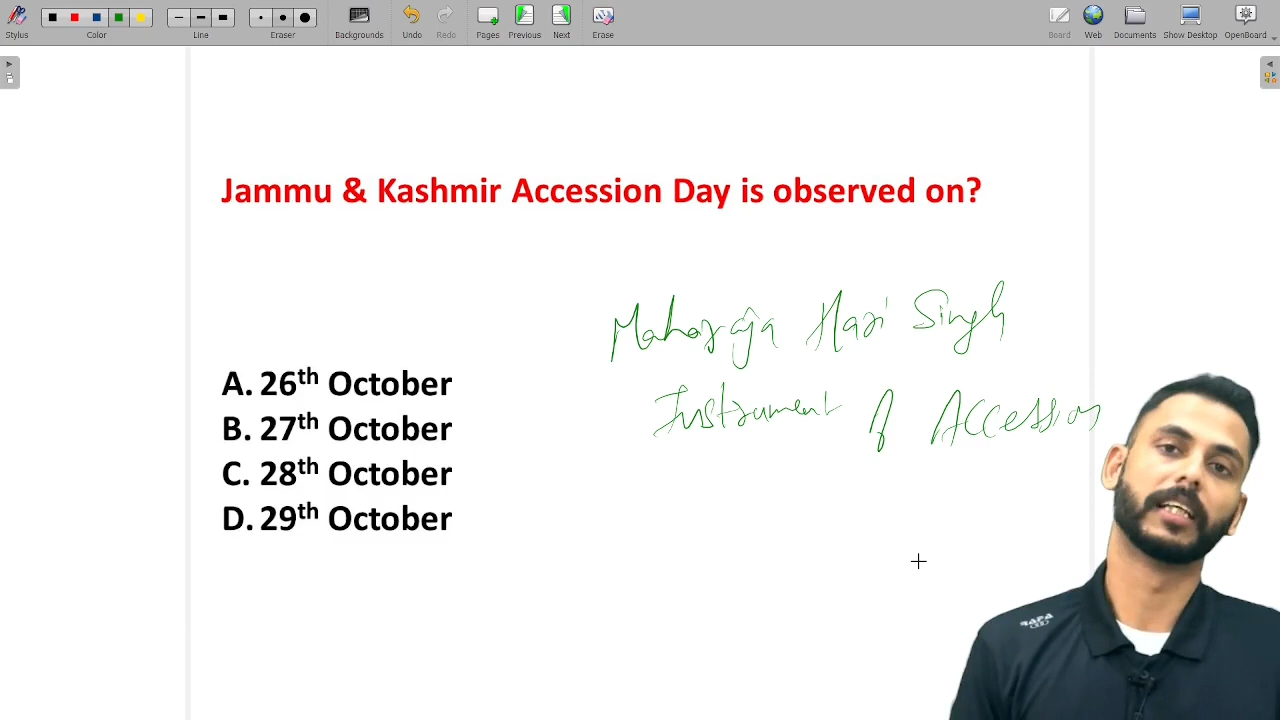 Stylus Color Line Eraser Backgrounds Undo Redo Pages Previous Next Erase Board Web Documents Show Desktop OpenBoard
Jammu & Kashmir Accession Day is observed on?
Maharaja Hari Singh
Instrument of Accession
A. 26th October
B. 27th October
C. 28th October
D. 29th October